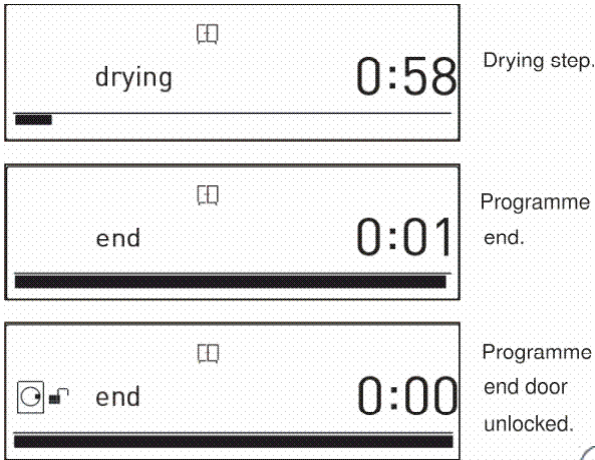 drying 0:58
Drying step.
end 0:01
Programme
end.
end 0:00
Programme
end door
unlocked.